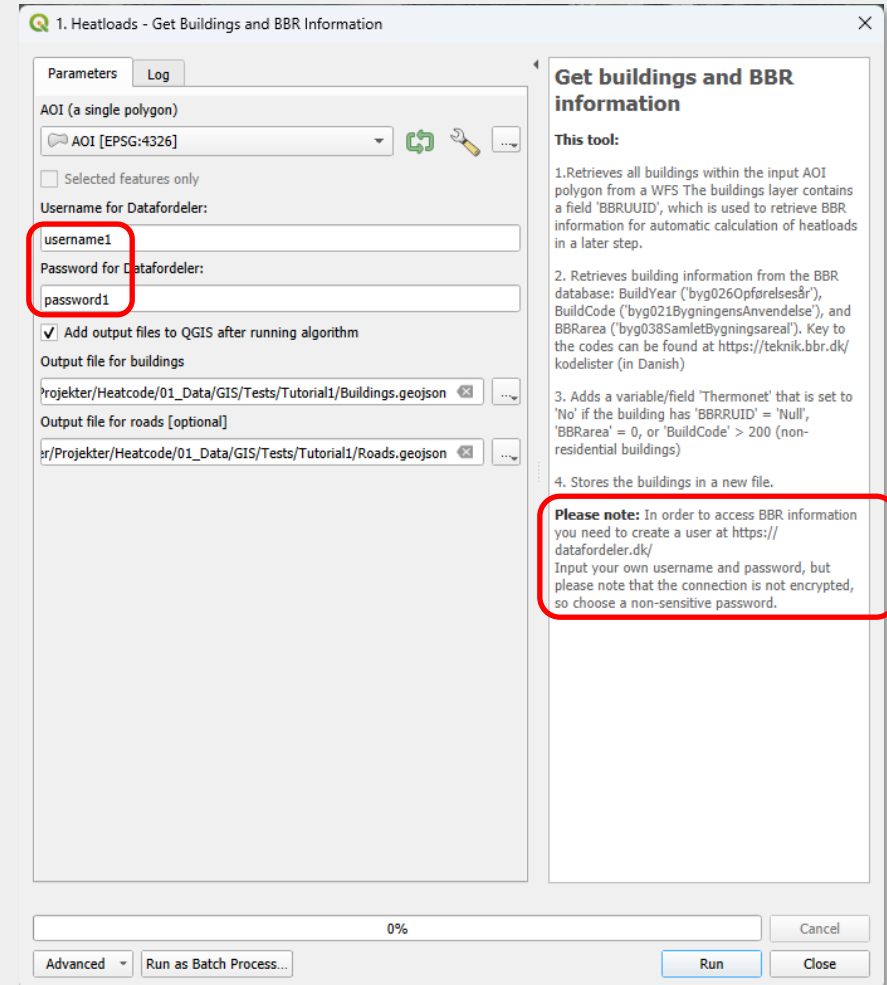 1. Heatloads - Get Buildings and BBR Information
Parameters
Log
AOI (a single polygon)
AOI [EPSG:4326]
...
Selected features only
Username for Datafordeler:
username1
Password for Datafordeler:
password1
Add output files to QGIS after running algorithm
Output file for buildings
Projekter/Heatcode/01_Data/GIS/Tests/Tutorial1/Buildings.geojson
...
Output file for roads [optional]
er/Projekter/Heatcode/01_Data/GIS/Tests/Tutorial1/Roads.geojson
...
Get buildings and BBR
information
This tool:
1.Retrieves all buildings within the input AOI
polygon from a WFS The buildings layer contains
a field 'BBRUUID', which is used to retrieve BBR
information for automatic calculation of heatloads
in a later step.
2. Retrieves building information from the BBR
database: BuildYear ('byg026Opførelsesår'),
BuildCode ('byg021BygningensAnvendelse'), and
BBRarea ('byg038SamletBygningsareal'). Key to
the codes can be found at https://teknik.bbr.dk/
kodelister (in Danish)
3. Adds a variable/field 'Thermonet' that is set to
'No' if the building has 'BBRRUID' = 'Null',
'BBRarea' = 0, or 'BuildCode' > 200 (non-
residential buildings)
4. Stores the buildings in a new file.
Please note: In order to access BBR information
you need to create a user at https://
datafordeler.dk/
Input your own username and password, but
please note that the connection is not encrypted,
so choose a non-sensitive password.
0%
Cancel
Advanced
Run as Batch Process...
Run
Close